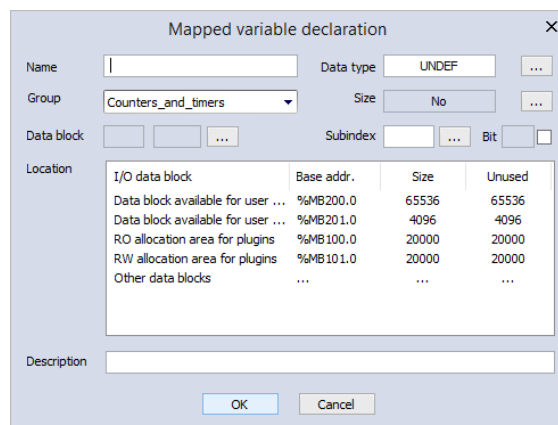 Mapped variable declaration
Name Data type UNDEF ...
Group Counters_and_timers Size No ...
Data block ... Subindex ... Bit
Location
I/O data block Base addr. Size Unused
Data block available for user ... %MB200.0 65536 65536
Data block available for user ... %MB201.0 4096 4096
RO allocation area for plugins %MB100.0 20000 20000
RW allocation area for plugins %MB101.0 20000 20000
Other data blocks ... ... ...
Description
OK Cancel